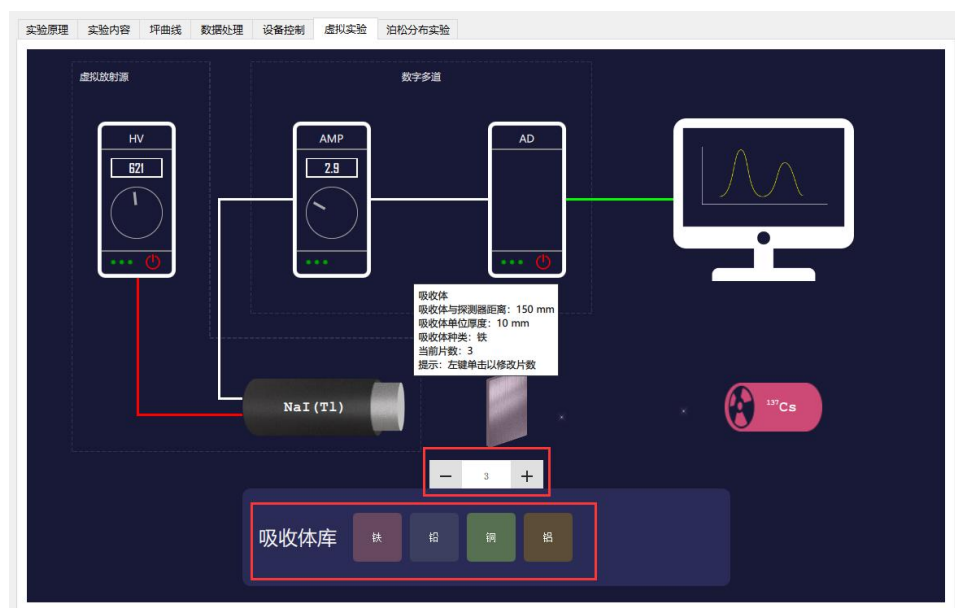 实验原理 实验内容 坪曲线 数据处理 设备控制 虚拟实验 泊松分布实验
虚拟放射源
数字多道
HV
AMP
AD
621
2.9
吸收体
吸收体与探测器距离：150 mm
吸收体单位厚度：10 mm
吸收体种类：铁
当前片数：3
提示：左键单击以修改片数
NaI(Tl)
¹³⁷Cs
− 3 +
吸收体库 铁 铅 铜 铝